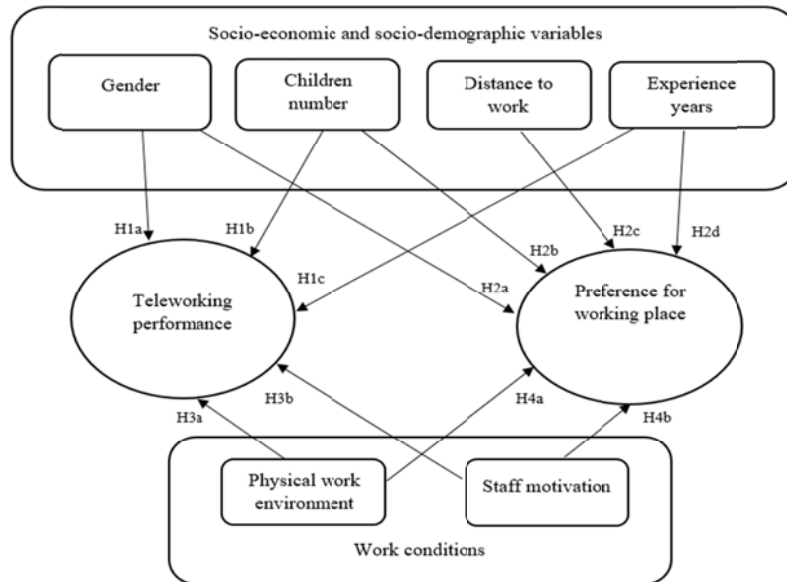 Socio-economic and socio-demographic variables
Gender
Children
number
Distance to
work
Experience
years
H1a
H1b
H1c
H2a
H2b
H2c
H2d
Teleworking
performance
Preference for
working place
H3a
H3b
H4a
H4b
Physical work
environment
Staff motivation
Work conditions